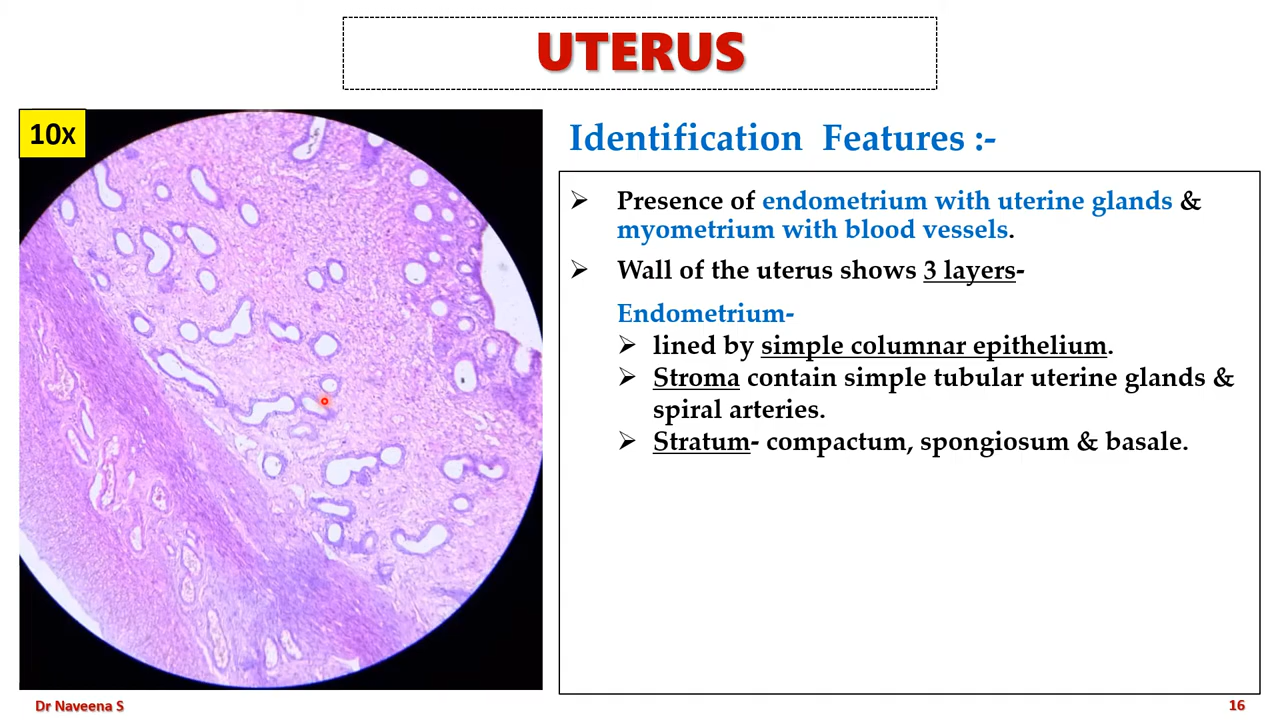 UTERUS
10x
Identification Features :-
➤ Presence of endometrium with uterine glands &
myometrium with blood vessels.
➤ Wall of the uterus shows 3 layers-
Endometrium-
➤ lined by simple columnar epithelium.
➤ Stroma contain simple tubular uterine glands &
spiral arteries.
➤ Stratum- compactum, spongiosum & basale.
Dr Naveena S
16